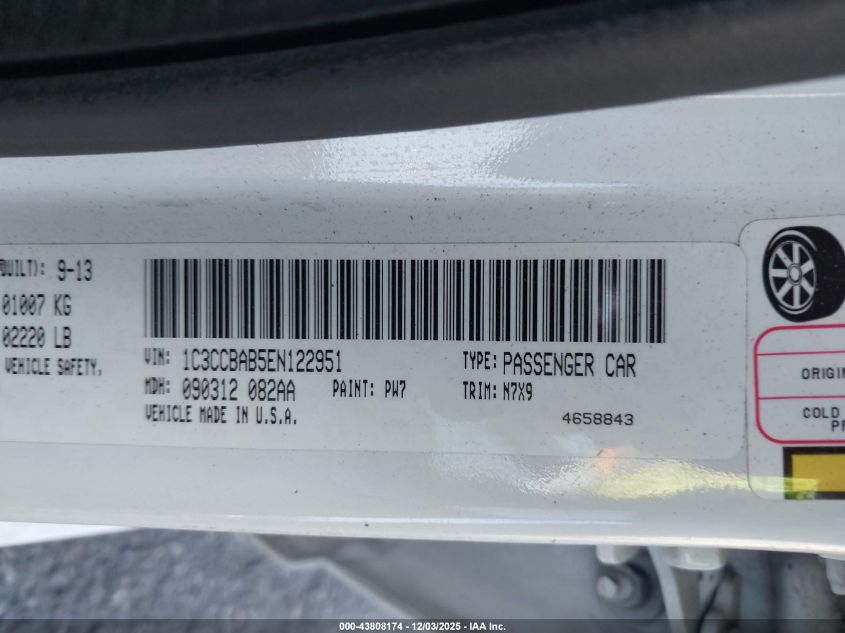 @UILT): 9-13
01007 KG
02220 LB
VEHICLE SAFETY,
VIN: 1C3CCBAB5EN122951 TYPE: PASSENGER CAR
MDH: 090312 082AA PAINT: PW7 TRIM: N7X9
VEHICLE MADE IN U.S.A. 4658843
ORIGIN
COLD
PR
000-43808174 - 12/03/2025 - IAA Inc.